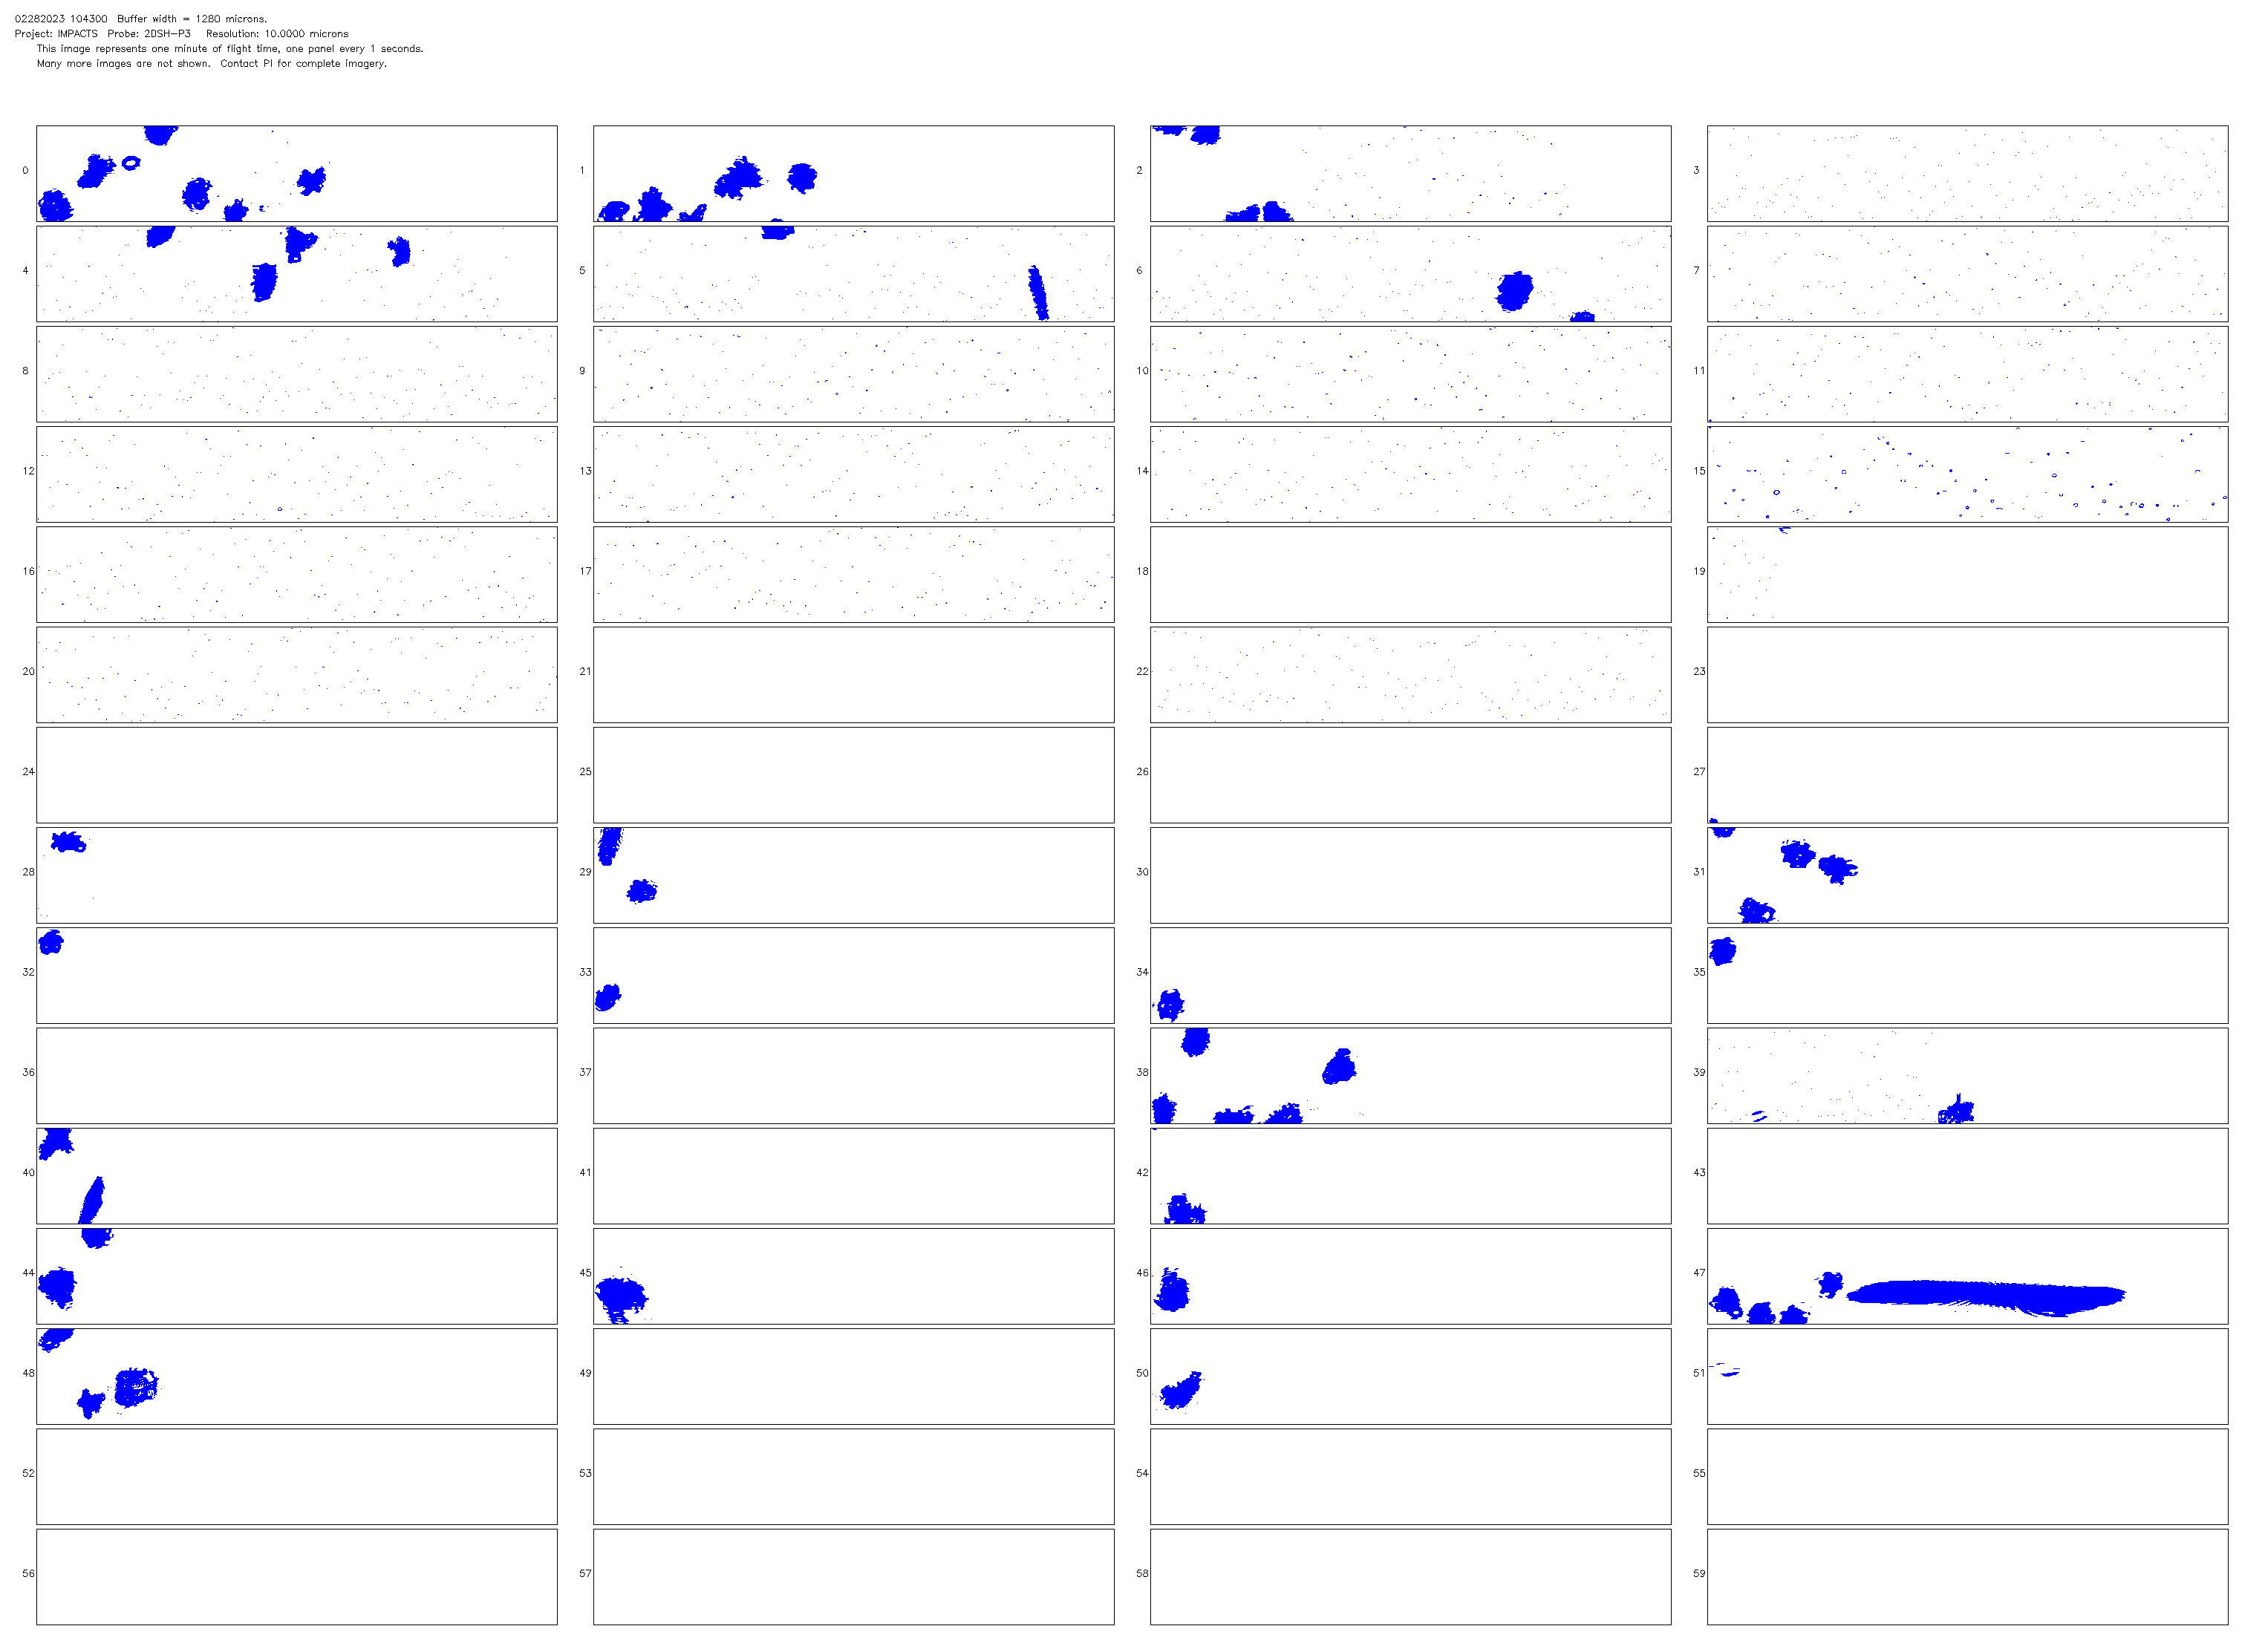 02282023 104300 Buffer width = 1280 microns.
Project: IMPACTS Probe: 2DSH-P3 Resolution: 10.0000 microns
This image represents one minute of flight time, one panel every 1 seconds.
Many more images are not shown. Contact PI for complete imagery.
0 1 2 3
4 5 6 7
8 9 10 11
12 13 14 15
16 17 18 19
20 21 22 23
24 25 26 27
28 29 30 31
32 33 34 35
36 37 38 39
40 41 42 43
44 45 46 47
48 49 50 51
52 53 54 55
56 57 58 59